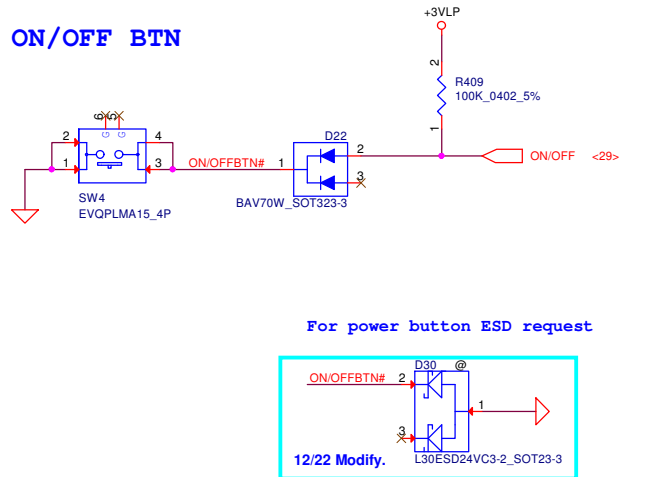 +3VLP
ON/OFF BTN
2
R409
100K_0402_5%
1
6 5
G G
2
4
1
3
ON/OFFBTN#
1
D22
2
3
ON/OFF <29>
SW4
EVQPLMA15_4P
BAV70W_SOT323-3
For power button ESD request
D30 @
ON/OFFBTN#
2
1
3
12/22 Modify.
L30ESD24VC3-2_SOT23-3